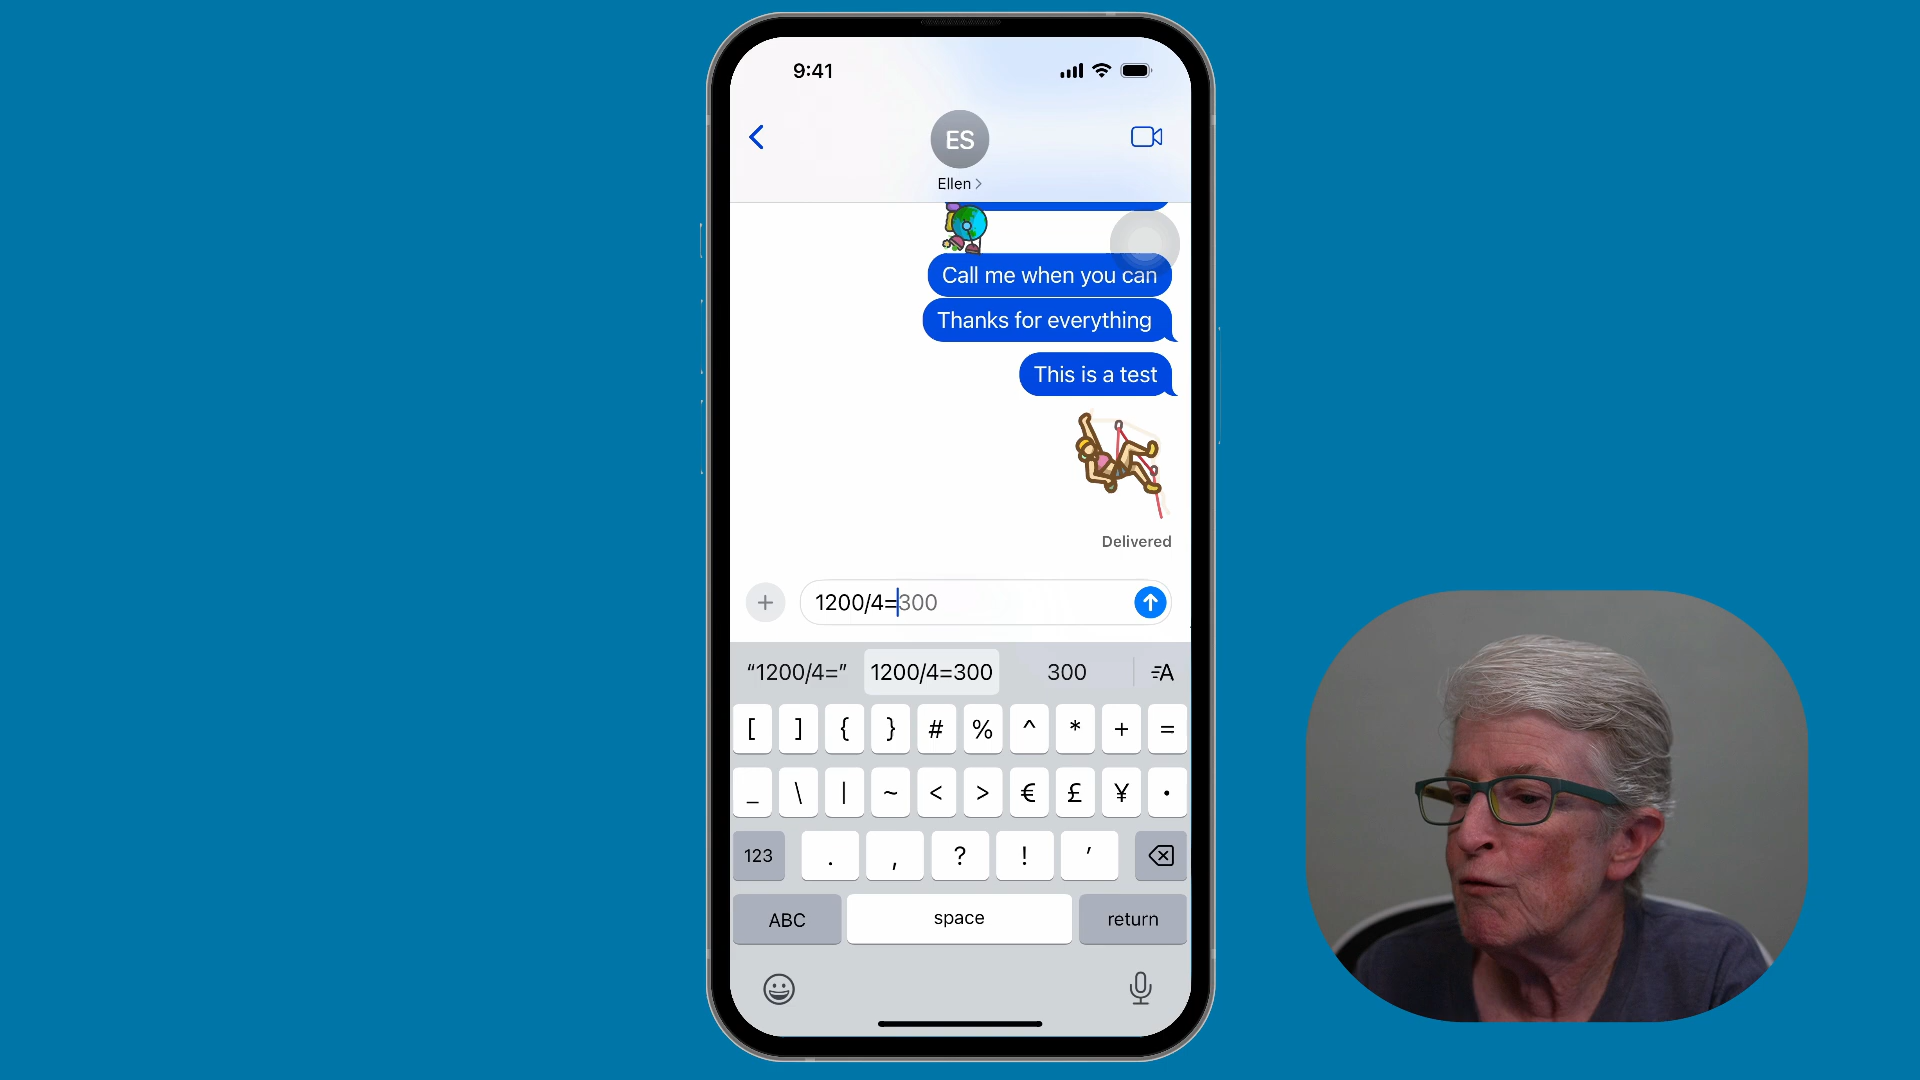 9:41
ES
Ellen >
Call me when you can
Thanks for everything
This is a test
Delivered
+ 1200/4=300
“1200/4=” 1200/4=300 300 A
[ ] { } # % ^ * + =
_ \ | ~ < > € £ ¥ •
123 . , ? ! ’
ABC space return